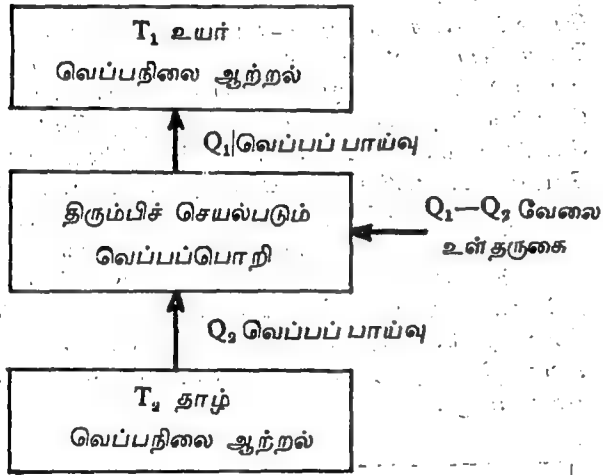 T₁ உயர்
வெப்பநிலை ஆற்றல்
Q₁ வெப்பப் பாய்வு
திரும்பிச் செயல்படும்
வெப்பப்பொறி
Q₁—Q₂ வேலை
உள்தருகை
Q₂ வெப்பப் பாய்வு
T₂ தாழ்
வெப்பநிலை ஆற்றல்